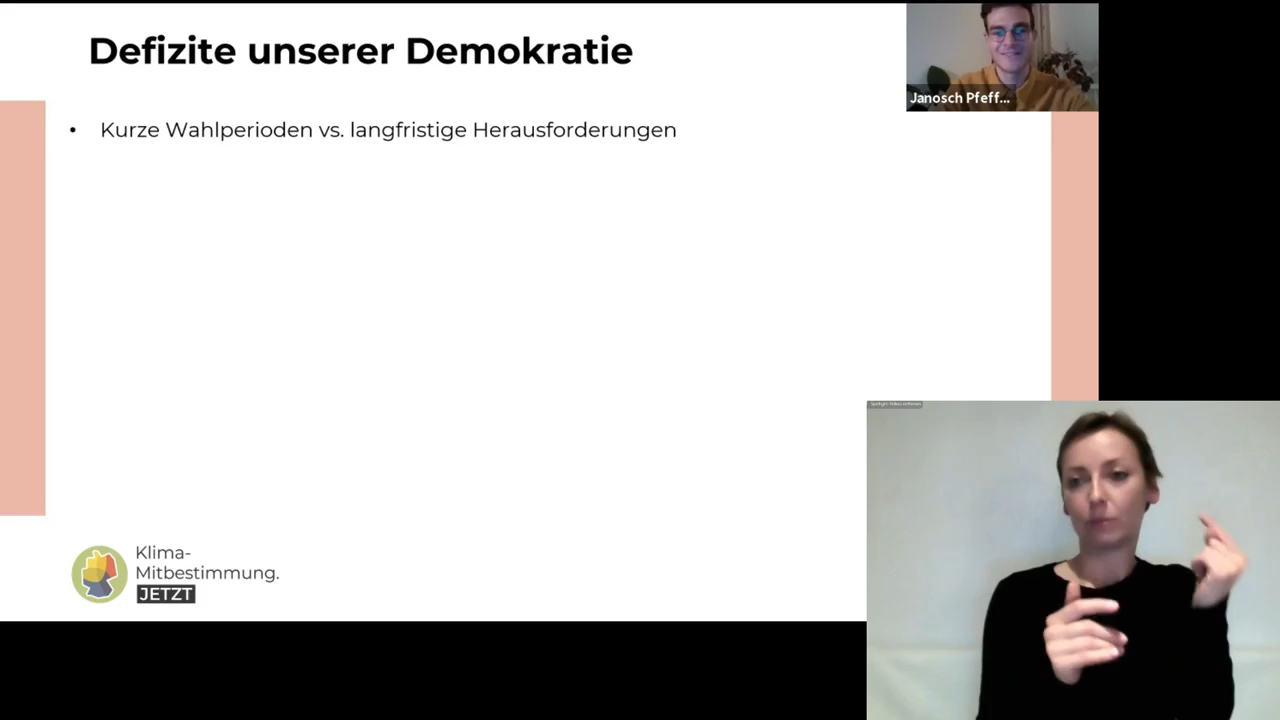 Defizite unserer Demokratie
Janosch Pfeff...
• Kurze Wahlperioden vs. langfristige Herausforderungen
Klima-
Mitbestimmung.
JETZT